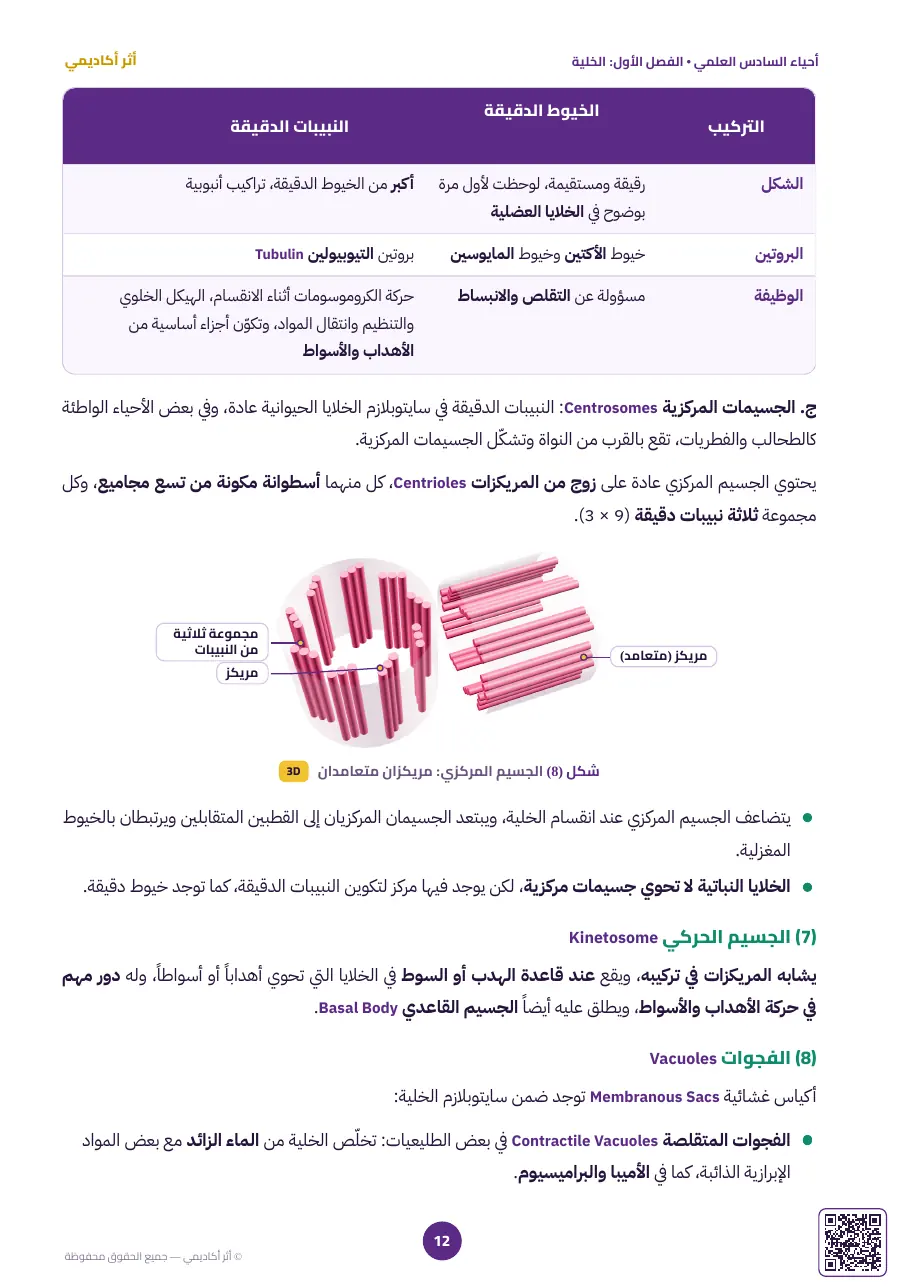 أحياء السادس العلمي • الفصل الأول: الخلية
أثر أكاديمي
التركيب
الخيوط الدقيقة
النبيبات الدقيقة
الشكل
رقيقة ومستقيمة، لوحظت لأول مرة
بوضوح في الخلايا العضلية
أكبر من الخيوط الدقيقة، تراكيب أنبوبية
البروتين
خيوط الأكتين وخيوط المايوسين
بروتين التيوبيولين Tubulin
الوظيفة
مسؤولة عن التقلص والانبساط
حركة الكروموسومات أثناء الانقسام، الهيكل الخلوي
والتنظيم وانتقال المواد، وتكوّن أجزاء أساسية من
الأهداب والأسواط
ج. الجسيمات المركزية Centrosomes: النبيبات الدقيقة في سايتوبلازم الخلايا الحيوانية عادة، وفي بعض الأحياء الواطئة
كالطحالب والفطريات، تقع بالقرب من النواة وتشكّل الجسيمات المركزية.
يحتوي الجسيم المركزي عادة على زوج من المريكزات Centrioles، كل منهما أسطوانة مكونة من تسع مجاميع، وكل
مجموعة ثلاثة نبيبات دقيقة (9 × 3).
مجموعة ثلاثية
من النبيبات
مريكز
مريكز (متعامد)
شكل (8) الجسيم المركزي: مريكزان متعامدان 3D
يتضاعف الجسيم المركزي عند انقسام الخلية، ويبتعد الجسيمان المركزيان إلى القطبين المتقابلين ويرتبطان بالخيوط
المغزلية.
الخلايا النباتية لا تحوي جسيمات مركزية، لكن يوجد فيها مركز لتكوين النبيبات الدقيقة، كما توجد خيوط دقيقة.
(7) الجسيم الحركي Kinetosome
يشابه المريكزات في تركيبه، ويقع عند قاعدة الهدب أو السوط في الخلايا التي تحوي أهداباً أو أسواطاً، وله دور مهم
في حركة الأهداب والأسواط، ويطلق عليه أيضاً الجسيم القاعدي Basal Body.
(8) الفجوات Vacuoles
أكياس غشائية Membranous Sacs توجد ضمن سايتوبلازم الخلية:
الفجوات المتقلصة Contractile Vacuoles في بعض الطليعيات: تخلّص الخلية من الماء الزائد مع بعض المواد
الإبرازية الذائبة، كما في الأميبا والبراميسيوم.
12
© أثر أكاديمي — جميع الحقوق محفوظة